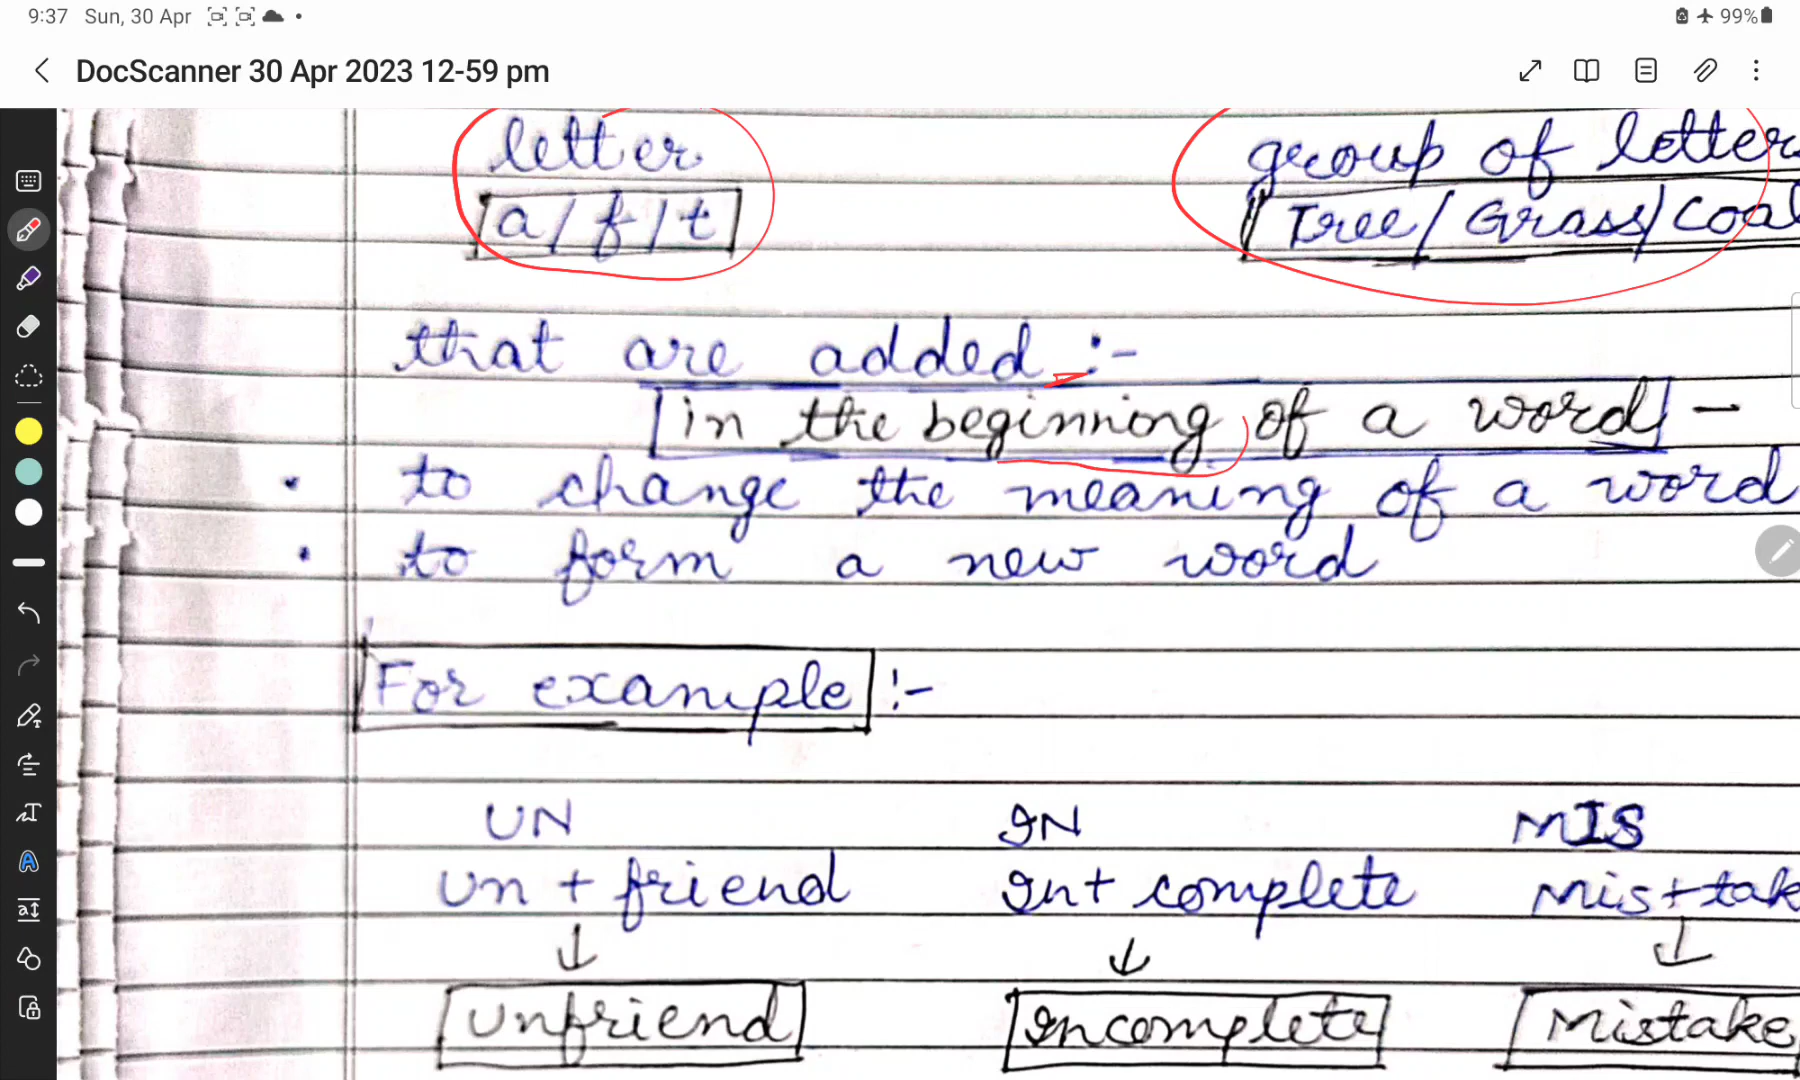 9:37 Sun, 30 Apr 99%
DocScanner 30 Apr 2023 12-59 pm
letter group of letter
a/f/t Tree/Grass/Coal
that are added :-
in the beginning of a word -
• to change the meaning of a word
• to form a new word
For example :-
UN IN MIS
Un + friend In + complete Mis + tak
↓ ↓ ↓
Unfriend Incomplete Mistake